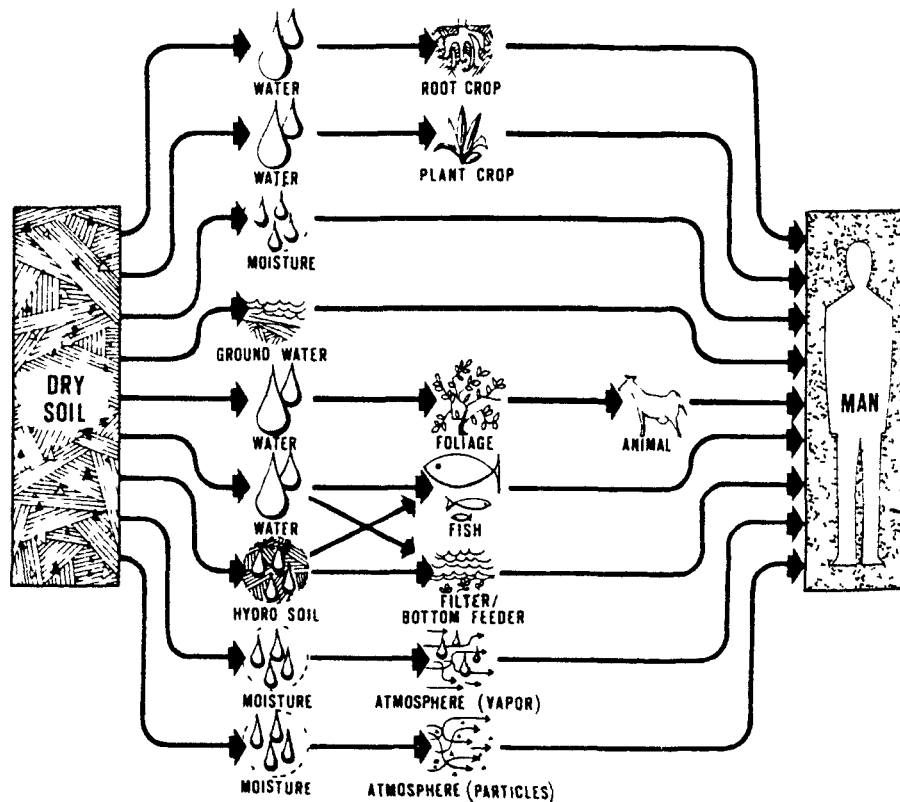 WATER
ROOT CROP
WATER
PLANT CROP
MOISTURE
GROUND WATER
DRY
SOIL
MAN
WATER
FOLIAGE
ANIMAL
WATER
FISH
HYDRO SOIL
FILTER/
BOTTOM FEEDER
MOISTURE
ATMOSPHERE (VAPOR)
MOISTURE
ATMOSPHERE (PARTICLES)